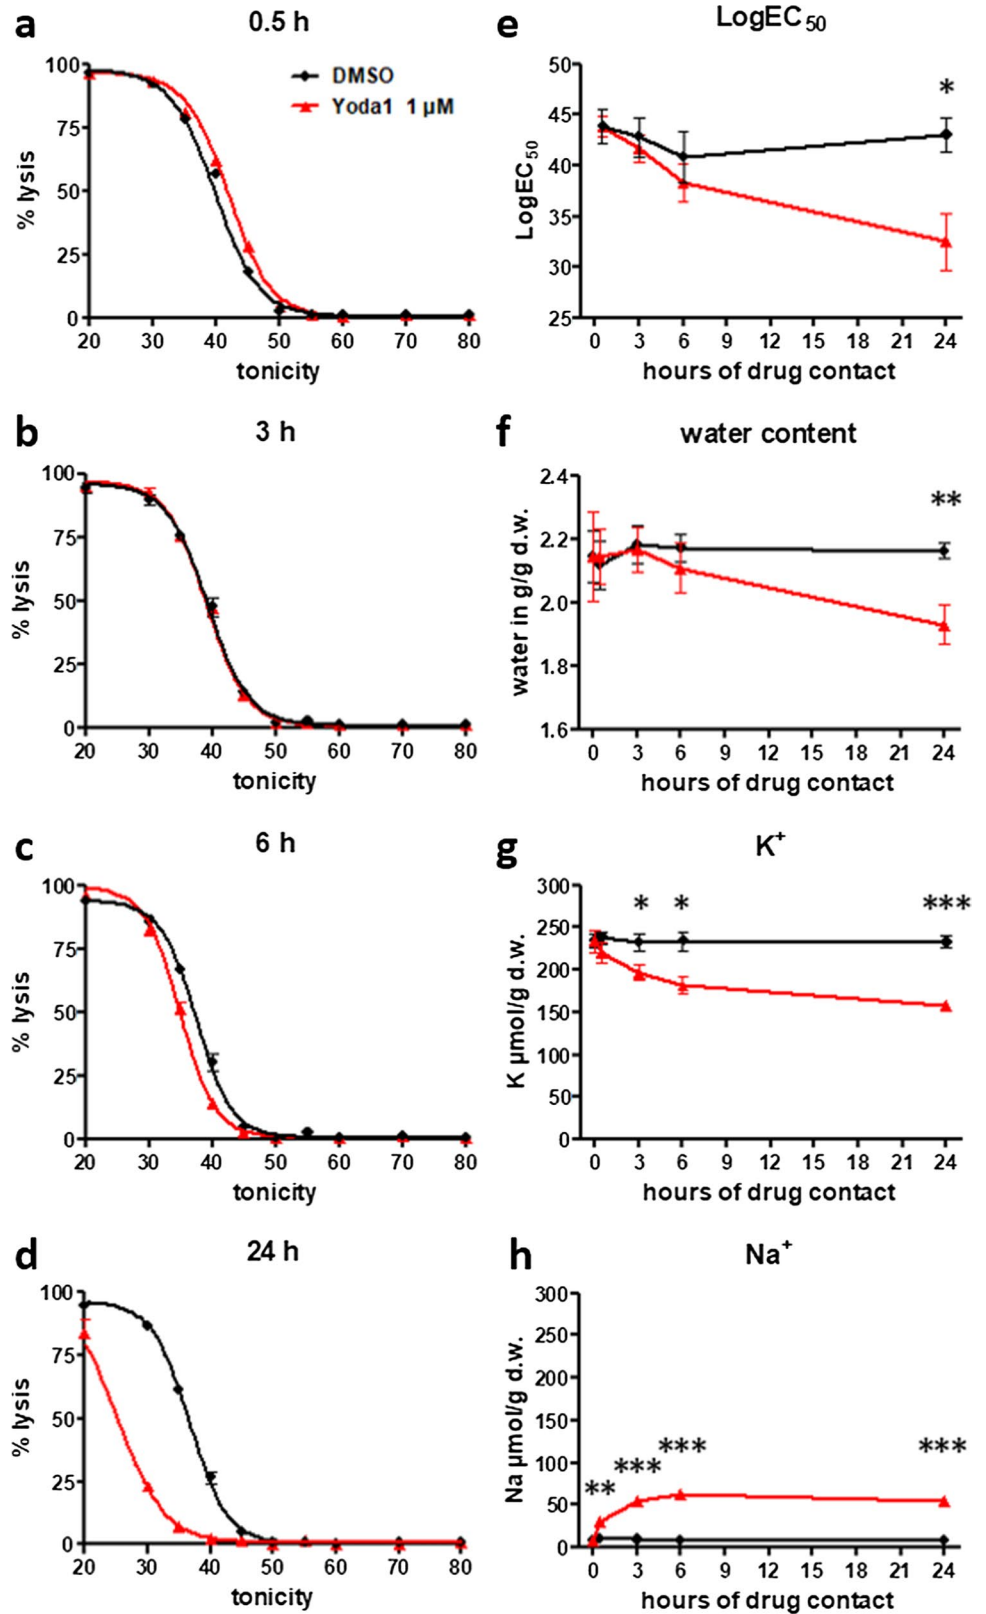 a
0.5 h
100
75
50
25
0
% lysis
DMSO
Yoda1 1 µM
20 30 40 50 60 70 80
tonicity
e
LogEC50
50
45
40
35
30
25
LogEC50
*
0 3 6 9 12 15 18 21 24
hours of drug contact
b
3 h
100
75
50
25
0
% lysis
20 30 40 50 60 70 80
tonicity
f
water content
2.4
2.2
2.0
1.8
1.6
water in g/g d.w.
**
0 3 6 9 12 15 18 21 24
hours of drug contact
c
6 h
100
75
50
25
0
% lysis
20 30 40 50 60 70 80
tonicity
g
K+
300
250
200
150
100
50
0
K µmol/g d.w.
* * ***
0 3 6 9 12 15 18 21 24
hours of drug contact
d
24 h
100
75
50
25
0
% lysis
20 30 40 50 60 70 80
tonicity
h
Na+
300
250
200
150
100
50
0
Na µmol/g d.w.
** *** *** ***
0 3 6 9 12 15 18 21 24
hours of drug contact